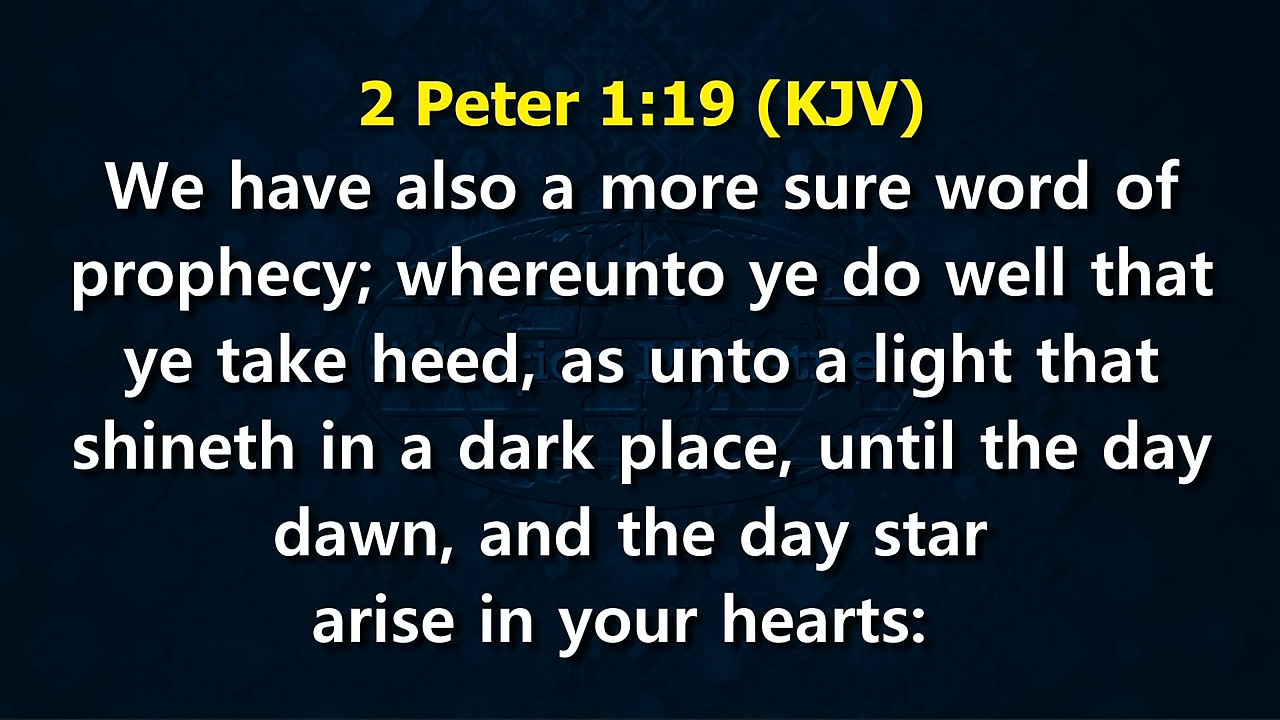 2 Peter 1:19 (KJV)
We have also a more sure word of
prophecy; whereunto ye do well that
ye take heed, as unto a light that
shineth in a dark place, until the day
dawn, and the day star
arise in your hearts: